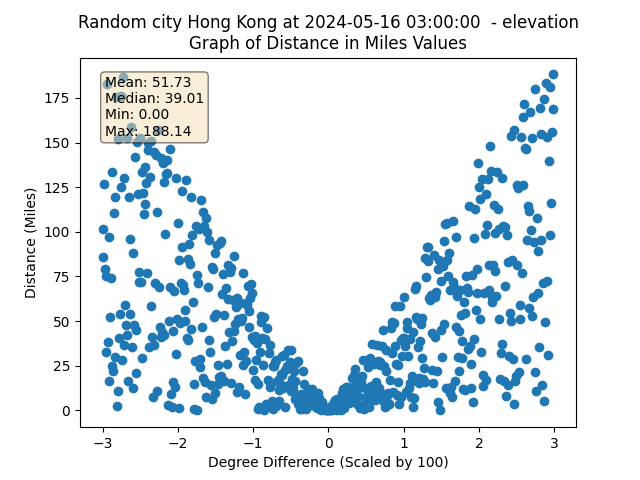 Random city Hong Kong at 2024-05-16 03:00:00 - elevation
Graph of Distance in Miles Values
Mean: 51.73
Median: 39.01
Min: 0.00
Max: 188.14
175
150
125
100
75
50
25
0
Distance (Miles)
−3 −2 −1 0 1 2 3
Degree Difference (Scaled by 100)